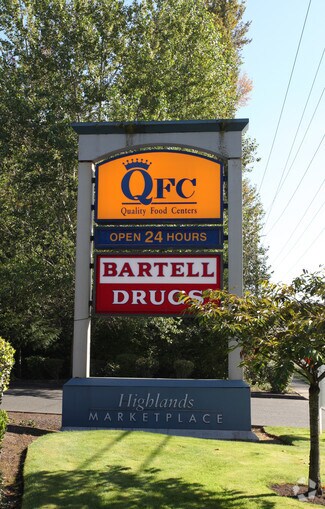 QFC
Quality Food Centers
OPEN 24 HOURS
BARTELL
DRUGS
Highlands
MARKETPLACE